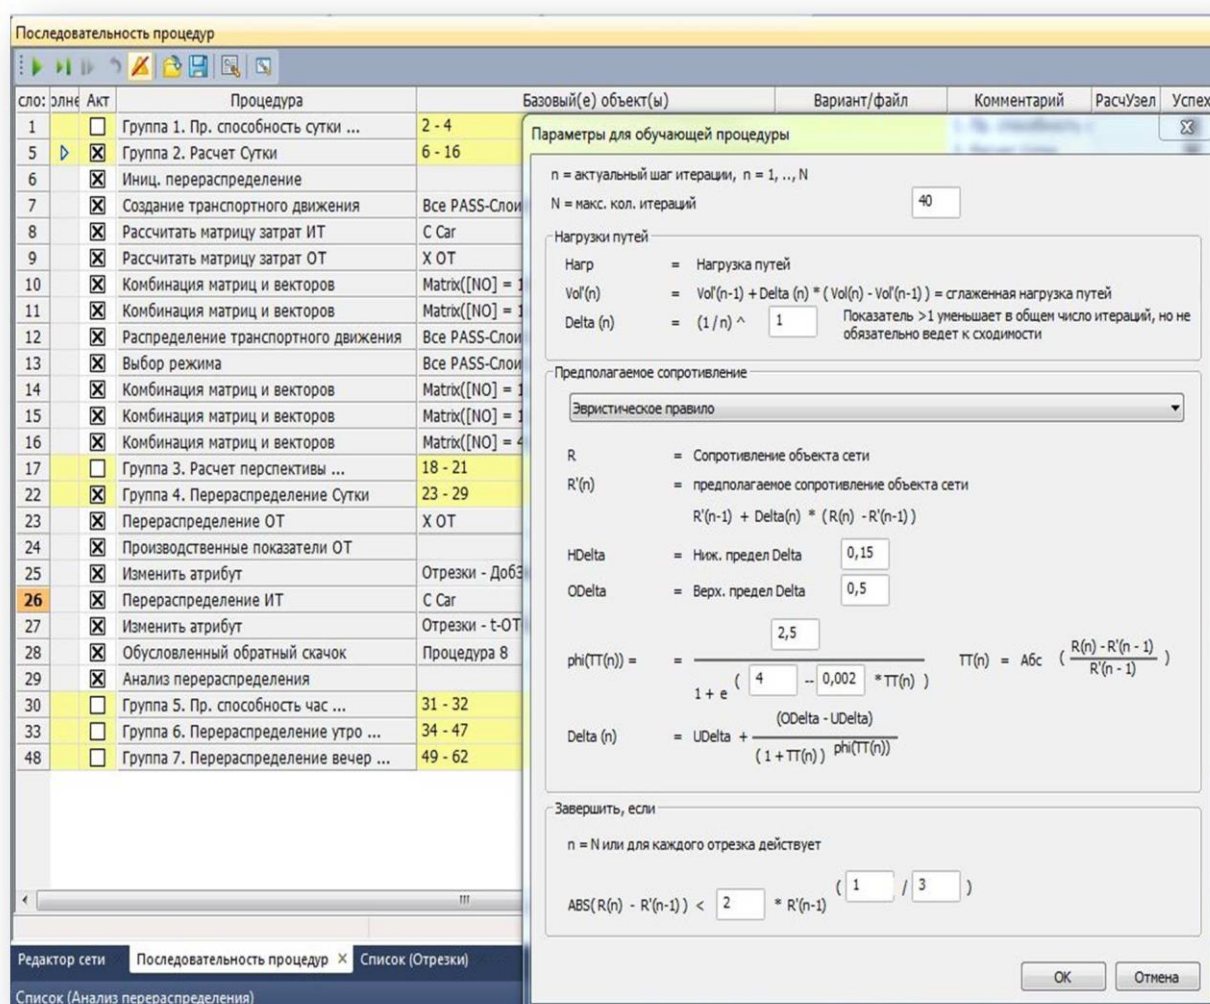 Последовательность процедур
сло: олне Акт Процедура Базовый(е) объект(ы) Вариант/файл Комментарий РасчУзел Успех
1 Группа 1. Пр. способность сутки ... 2 - 4
5 Группа 2. Расчет Сутки 6 - 16
6 Иниц. перераспределение
7 Создание транспортного движения Все PASS-Слои
8 Рассчитать матрицу затрат ИТ C Car
9 Рассчитать матрицу затрат ОТ X ОТ
10 Комбинация матриц и векторов Matrix([NO] = 1
11 Комбинация матриц и векторов Matrix([NO] = 1
12 Распределение транспортного движения Все PASS-Слои
13 Выбор режима Все PASS-Слои
14 Комбинация матриц и векторов Matrix([NO] = 1
15 Комбинация матриц и векторов Matrix([NO] = 1
16 Комбинация матриц и векторов Matrix([NO] = 4
17 Группа 3. Расчет перспективы ... 18 - 21
22 Группа 4. Перераспределение Сутки 23 - 29
23 Перераспределение ОТ X ОТ
24 Производственные показатели ОТ
25 Изменить атрибут Отрезки - ДобЗ
26 Перераспределение ИТ C Car
27 Изменить атрибут Отрезки - t-ОТ
28 Обусловленный обратный скачок Процедура 8
29 Анализ перераспределения
30 Группа 5. Пр. способность час ... 31 - 32
33 Группа 6. Перераспределение утро ... 34 - 47
48 Группа 7. Перераспределение вечер ... 49 - 62
Редактор сети Последовательность процедур × Список (Отрезки)
Список (Анализ перераспределения)
Параметры для обучающей процедуры
n = актуальный шаг итерации, n = 1, .., N
N = макс. кол. итераций 40
Нагрузки путей
Нагр = Нагрузка путей
Vol'(n) = Vol'(n-1) + Delta (n) * ( Vol(n) - Vol'(n-1) ) = сглаженная нагрузка путей
Delta (n) = (1 / n) ^ 1 Показатель >1 уменьшает в общем число итераций, но не
обязательно ведет к сходимости
Предполагаемое сопротивление
Эвристическое правило
R = Сопротивление объекта сети
R'(n) = предполагаемое сопротивление объекта сети
R'(n-1) + Delta(n) * (R(n) -R'(n-1))
HDelta = Ниж. предел Delta 0,15
ODelta = Верх. предел Delta 0,5
2,5
phi(TT(n)) = = TT(n) = Абс ( R(n) - R'(n - 1) / R'(n - 1) )
1 + e ( 4 -- 0,002 * TT(n) )
(ODelta - UDelta)
Delta (n) = UDelta +
( 1 + TT(n) ) phi(TT(n))
Завершить, если
n = N или для каждого отрезка действует
ABS( R(n) - R'(n-1) ) < 2 * R'(n-1) ( 1 / 3 )
OK Отмена